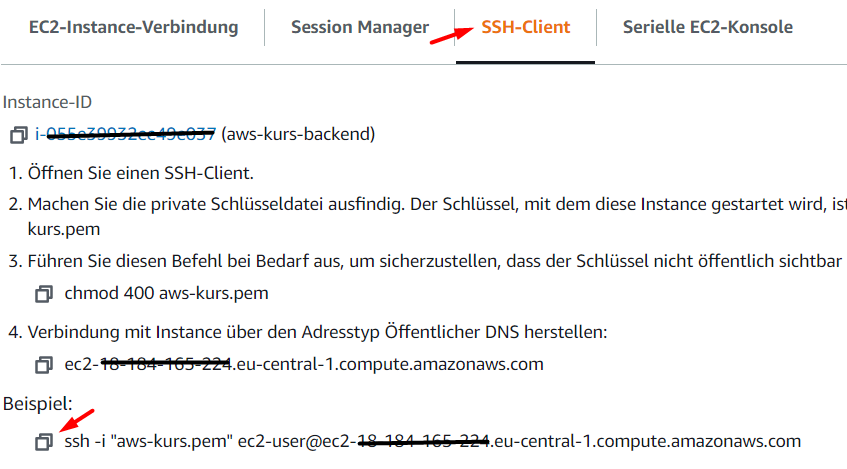 EC2-Instance-Verbindung Session Manager SSH-Client Serielle EC2-Konsole
Instance-ID
i- (aws-kurs-backend)
1. Öffnen Sie einen SSH-Client.
2. Machen Sie die private Schlüsseldatei ausfindig. Der Schlüssel, mit dem diese Instance gestartet wird, ist
kurs.pem
3. Führen Sie diesen Befehl bei Bedarf aus, um sicherzustellen, dass der Schlüssel nicht öffentlich sichtbar
chmod 400 aws-kurs.pem
4. Verbindung mit Instance über den Adresstyp Öffentlicher DNS herstellen:
ec2- .eu-central-1.compute.amazonaws.com
Beispiel:
ssh -i "aws-kurs.pem" ec2-user@ec2- .eu-central-1.compute.amazonaws.com